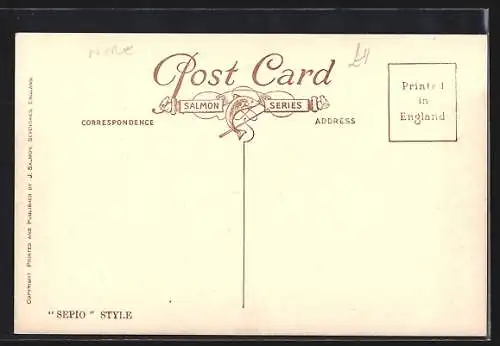 Post Card
£1
SALMON SERIES
CORRESPONDENCE
ADDRESS
Printed
in
England
COPYRIGHT. PRINTED AND PUBLISHED BY J. SALMON, SEVENOAKS, ENGLAND.
"SEPIO" STYLE